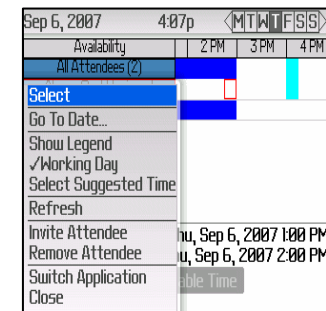 Sep 6, 2007 4:07p MTWTFSS
Availability 2 PM 3 PM 4 PM
All Attendees (2)
Select
Go To Date...
Show Legend
✓Working Day
Select Suggested Time
Refresh
Invite Attendee
hu, Sep 6, 2007 1:00 PM
Remove Attendee
u, Sep 6, 2007 2:00 PM
Switch Application
able Time
Close